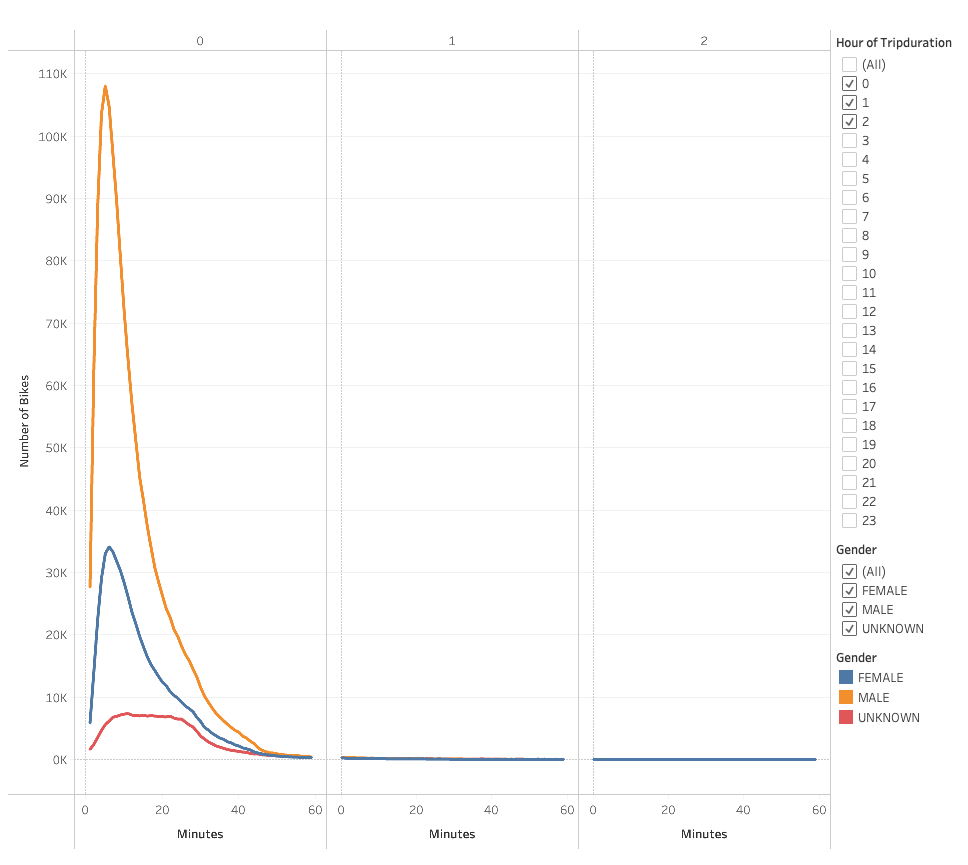 0 1 2
110K
100K
90K
80K
70K
60K
50K
40K
30K
20K
10K
0K
Number of Bikes
0 20 40 60 0 20 40 60 0 20 40 60
Minutes Minutes Minutes
Hour of Tripduration
(All)
0
1
2
3
4
5
6
7
8
9
10
11
12
13
14
15
16
17
18
19
20
21
22
23
Gender
(All)
FEMALE
MALE
UNKNOWN
Gender
FEMALE
MALE
UNKNOWN